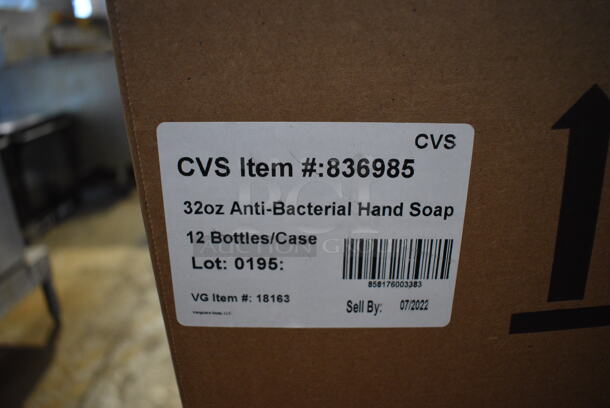 CVS
CVS Item #:836985
32oz Anti-Bacterial Hand Soap
12 Bottles/Case
Lot: 0195:
858176003383
VG Item #: 18163
Sell By: 07/2022